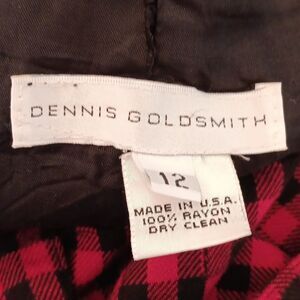 DENNIS GOLDSMITH
12
MADE IN U.S.A.
100% RAYON
DRY CLEAN